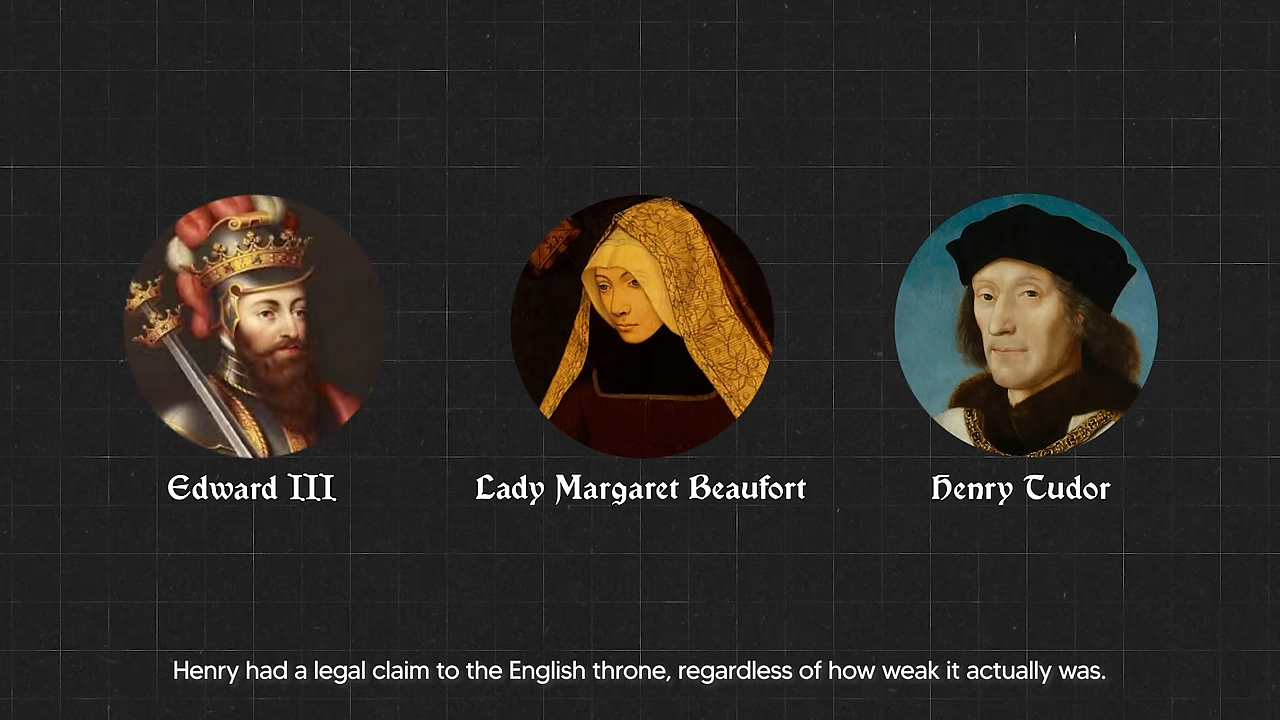 Edward III
Lady Margaret Beaufort
Henry Tudor
Henry had a legal claim to the English throne, regardless of how weak it actually was.